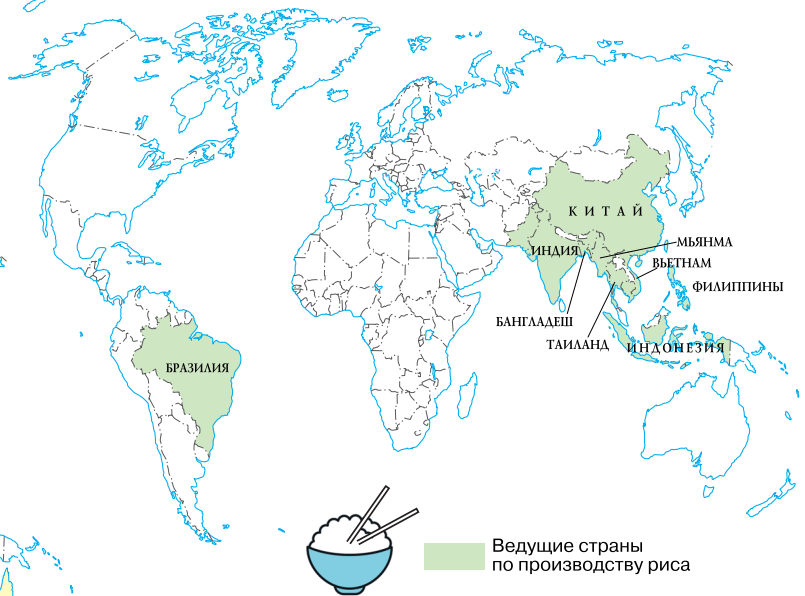 КИТАЙ
МЬЯНМА
ИНДИЯ
ВЬЕТНАМ
ФИЛИППИНЫ
БАНГЛАДЕШ
ТАИЛАНД
ИНДОНЕЗИЯ
БРАЗИЛИЯ
Ведущие страны
по производству риса